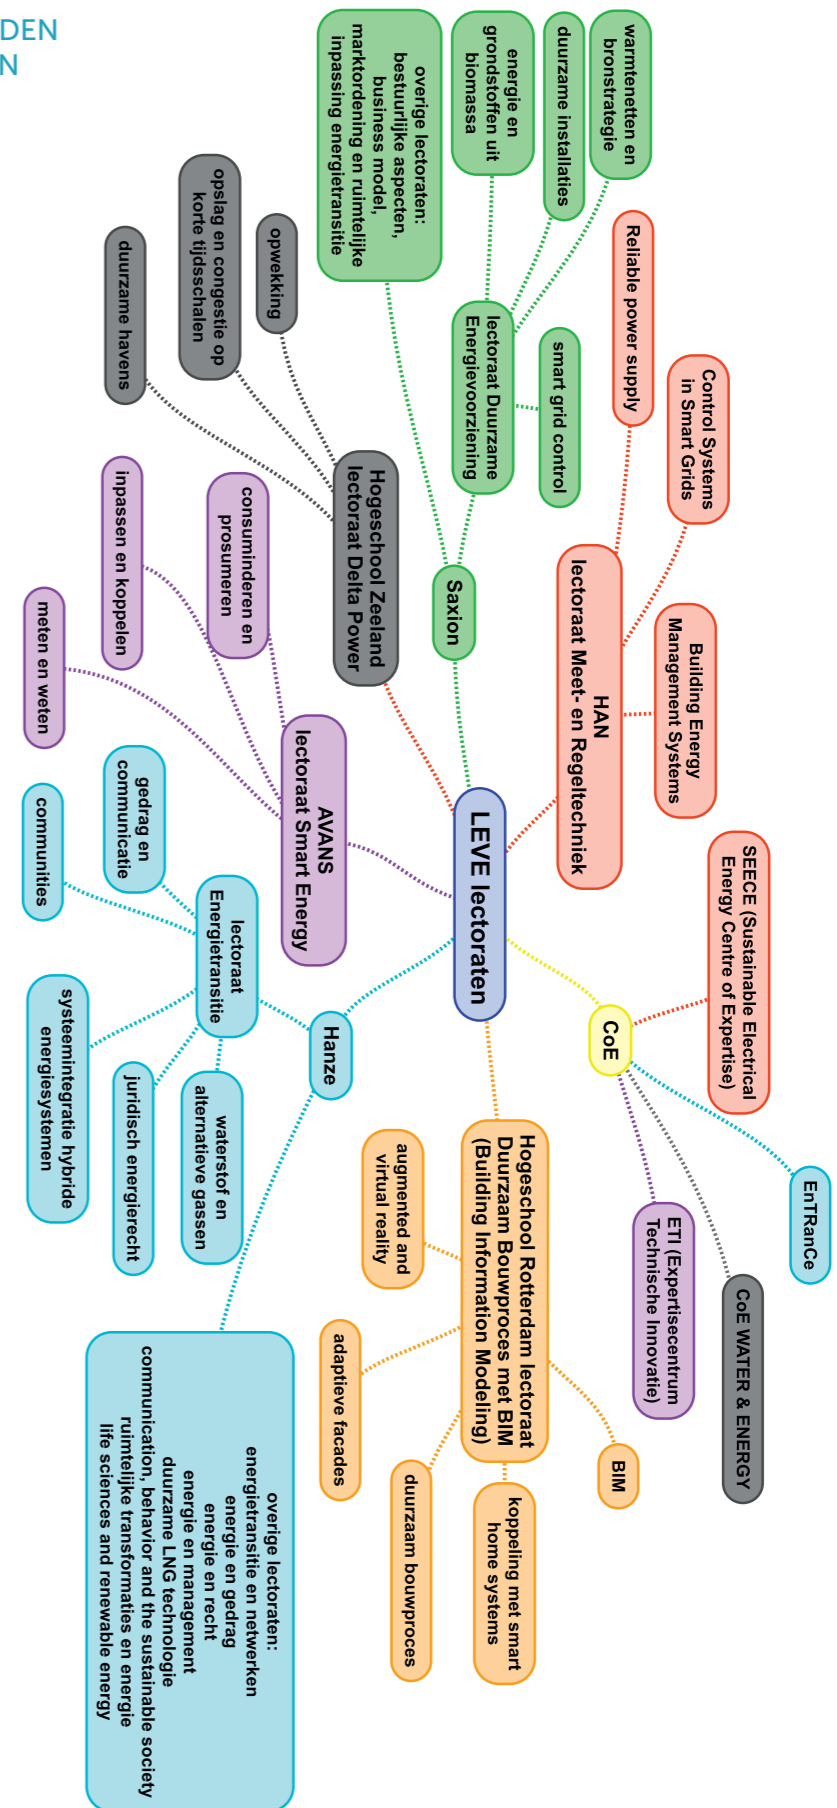 DEN
N
warmtenetten en
bronstrategie
duurzame installaties
energie en
grondstoffen uit
biomassa
overige lectoraten:
bestuurlijke aspecten,
business model,
marktordening en ruimtelijke
inpassing energietransitie
lectoraat Duurzame
Energievoorziening
smart grid control
Saxion
Reliable power supply
Control Systems
in Smart Grids
Building Energy
Management Systems
HAN
lectoraat Meet- en Regeltechniek
opwekking
opslag en congestie op
korte tijdsschalen
duurzame havens
Hogeschool Zeeland
lectoraat Delta Power
consuminderen en
prosumeren
inpassen en koppelen
meten en weten
AVANS
lectoraat Smart Energy
LEVE lectoraten
SEECE (Sustainable Electrical
Energy Centre of Expertise)
CoE
EnTRanCe
CoE WATER & ENERGY
ETI (Expertisecentrum
Technische Innovatie)
gedrag en
communicatie
communities
lectoraat
Energietransitie
Hanze
systeemintegratie hybride
energiesystemen
juridisch energierecht
waterstof en
alternatieve gassen
Hogeschool Rotterdam lectoraat
Duurzaam Bouwproces met BIM
(Building Information Modeling)
augmented and
virtual reality
adaptieve facades
duurzaam bouwproces
koppeling met smart
home systems
BIM
overige lectoraten:
energietransitie en netwerken
energie en gedrag
energie en recht
energie en management
duurzame LNG technologie
communication, behavior and the sustainable society
ruimtelijke transformaties en energie
life sciences and renewable energy